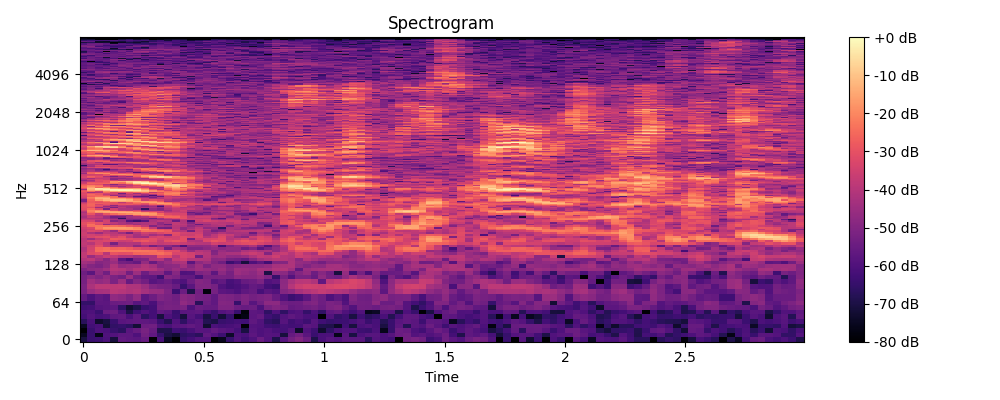 Spectrogram
+0 dB
4096
-10 dB
2048
-20 dB
1024
-30 dB
Hz
512
-40 dB
256
-50 dB
128
-60 dB
64
-70 dB
0
-80 dB
0
0.5
1
1.5
2
2.5
Time